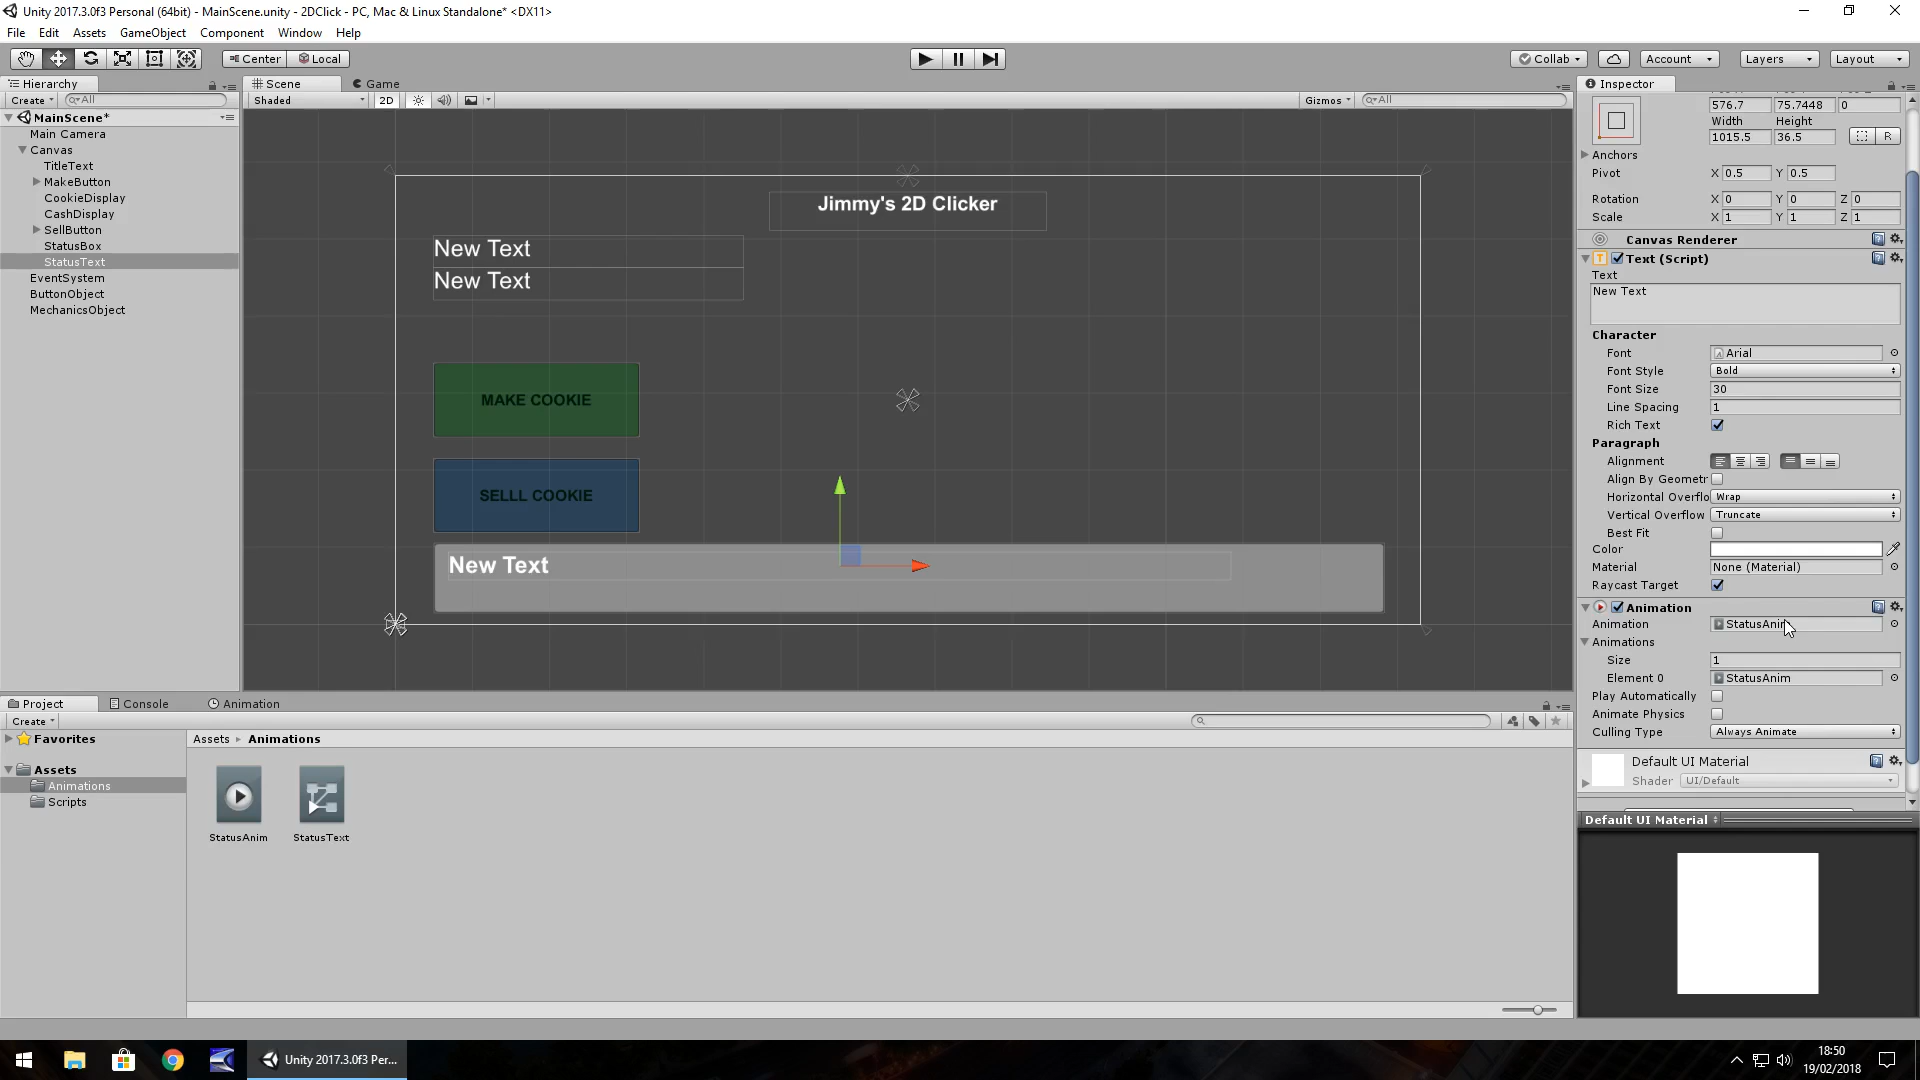 Unity 2017.3.0f3 Personal (64bit) - MainScene.unity - 2DClick - PC, Mac & Linux Standalone* <DX11>
File Edit Assets GameObject Component Window Help
Center Local Collab Account Layers Layout
Hierarchy Scene Game Inspector
Create All Shaded 2D Gizmos All
MainScene*
Main Camera
Canvas
TitleText
MakeButton
CookieDisplay
CashDisplay
SellButton
StatusBox
StatusText
EventSystem
ButtonObject
MechanicsObject
Jimmy's 2D Clicker
New Text
New Text
MAKE COOKIE
SELLL COOKIE
New Text
576.7 75.7448 0
Width Height
1015.5 36.5 R
Anchors
Pivot X 0.5 Y 0.5
Rotation X 0 Y 0 Z 0
Scale X 1 Y 1 Z 1
Canvas Renderer
Text (Script)
Text
New Text
Character
Font Arial
Font Style Bold
Font Size 30
Line Spacing 1
Rich Text
Paragraph
Alignment
Align By Geometr
Horizontal Overflo Wrap
Vertical Overflow Truncate
Best Fit
Color
Material None (Material)
Raycast Target
Animation
Animation StatusAnim
Animations
Size 1
Element 0 StatusAnim
Play Automatically
Animate Physics
Culling Type Always Animate
Default UI Material
Shader UI/Default
Default UI Material
Project Console Animation
Create
Favorites
Assets
Animations
Scripts
Assets Animations
StatusAnim StatusText
Unity 2017.3.0f3 Per...
18:50
19/02/2018